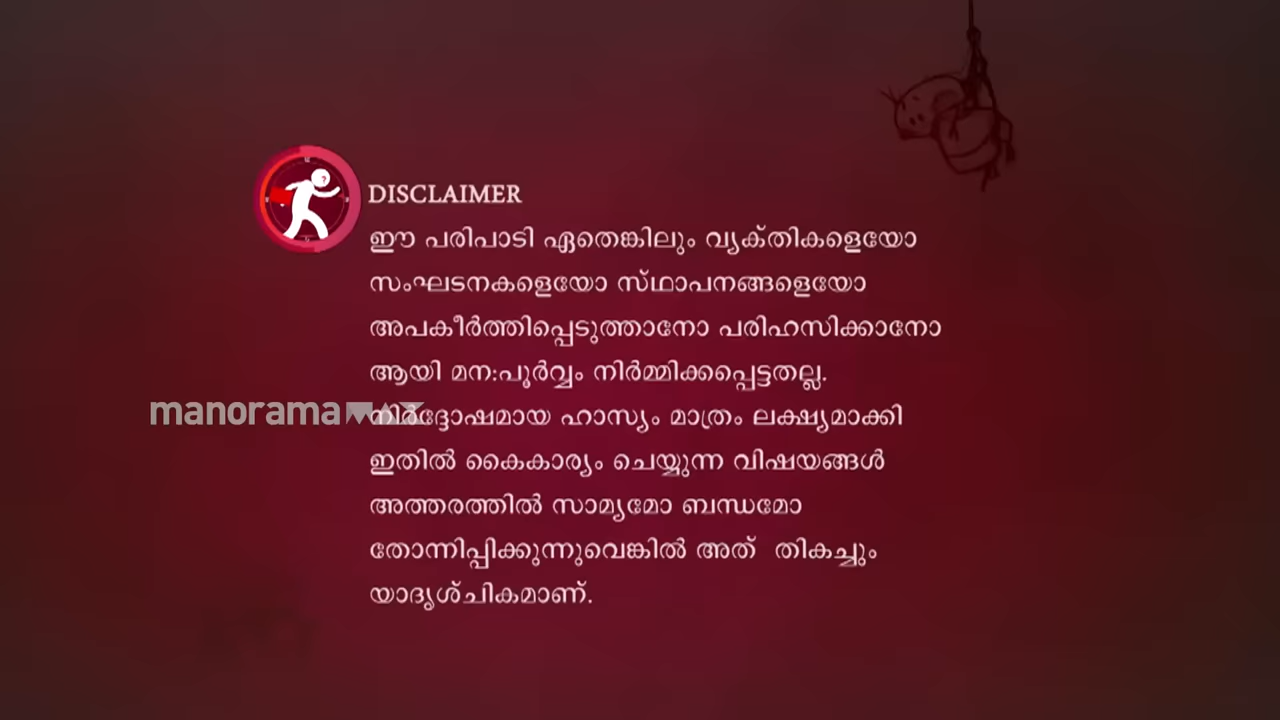 DISCLAIMER
ഈ പരിപാടി ഏതെങ്കിലും വ്യക്തികളെയോ
സംഘടനകളെയോ സ്ഥാപനങ്ങളെയോ
അപകീർത്തിപ്പെടുത്താനോ പരിഹസിക്കാനോ
ആയി മന:പൂർവ്വം നിർമ്മിക്കപ്പെട്ടതല്ല.
manorama MAX
നിർദ്ദോഷമായ ഹാസ്യം മാത്രം ലക്ഷ്യമാക്കി
ഇതിൽ കൈകാര്യം ചെയ്യുന്ന വിഷയങ്ങൾ
അത്തരത്തിൽ സാമ്യമോ ബന്ധമോ
തോന്നിപ്പിക്കുന്നുവെങ്കിൽ അത് തികച്ചും
യാദൃശ്ചികമാണ്.